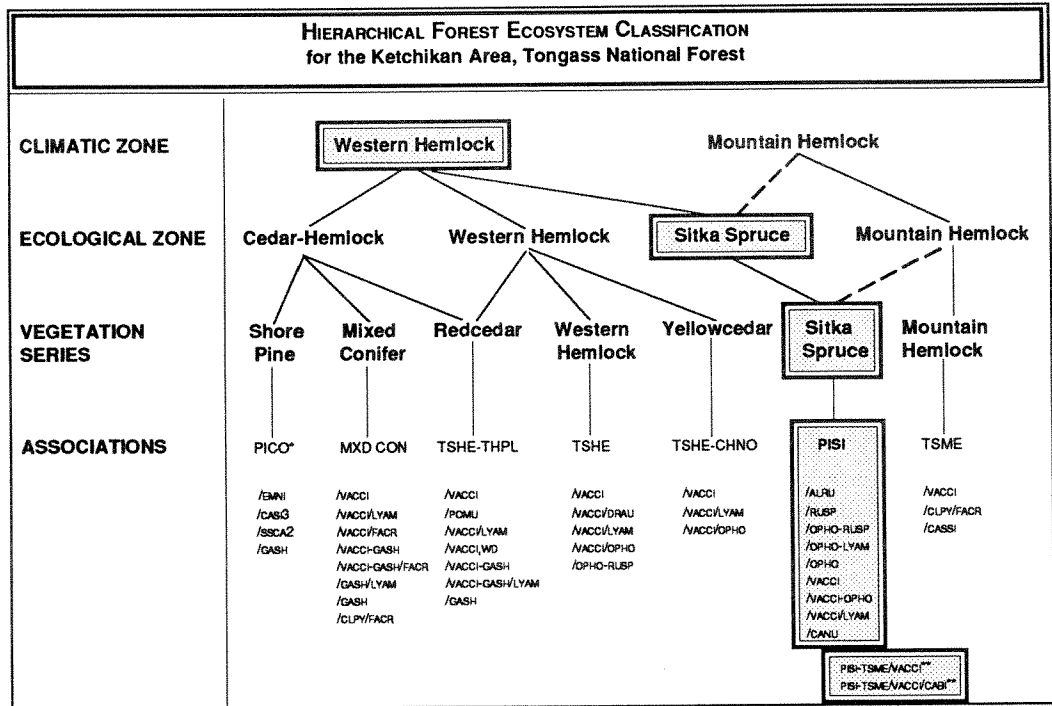 HIERARCHICAL FOREST ECOSYSTEM CLASSIFICATION
for the Ketchikan Area, Tongass National Forest
CLIMATIC ZONE
Western Hemlock
Mountain Hemlock
ECOLOGICAL ZONE
Cedar-Hemlock
Western Hemlock
Sitka Spruce
Mountain Hemlock
VEGETATION
SERIES
Shore
Pine
Mixed
Conifer
Redcedar
Western
Hemlock
Yellowcedar
Sitka
Spruce
Mountain
Hemlock
ASSOCIATIONS
PICO*
/EMNI
/CASI3
/SSCA2
/GASH
MXD CON
/VACCI
/VACCI/LYAM
/VACCI/FACR
/VACCI-GASH
/VACCI-GASH/FACR
/GASH/LYAM
/GASH
/CLPY/FACR
TSHE-THPL
/VACCI
/POMU
/VACCI/LYAM
/VACCI,WD
/VACCI-GASH
/VACCI-GASH/LYAM
/GASH
TSHE
/VACCI
/VACCI/DRAU
/VACCI/LYAM
/VACCI/OPHO
/OPHO-RUSP
TSHE-CHNO
/VACCI
/VACCI/LYAM
/VACCI/OPHO
PISI
/ALRU
/RUSP
/OPHO-RUSP
/OPHO-LYAM
/OPHO
/VACCI
/VACCI-OPHO
/VACCI/LYAM
/CANU
PISI-TSME/VACCI**
PISI-TSME/VACCI/CABI**
TSME
/VACCI
/CLPY/FACR
/CASSI